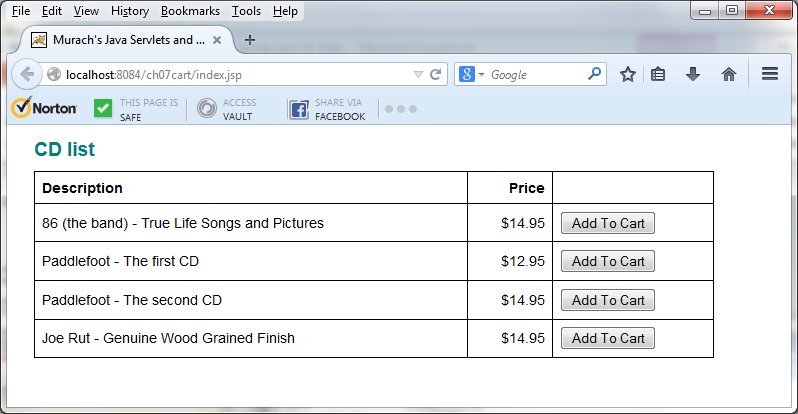 File Edit View History Bookmarks Tools Help
Murach's Java Servlets and ...
localhost:8084/ch07cart/index.jsp
Google
Norton
THIS PAGE IS SAFE
ACCESS VAULT
SHARE VIA FACEBOOK
CD list
Description Price
86 (the band) - True Life Songs and Pictures $14.95 Add To Cart
Paddlefoot - The first CD $12.95 Add To Cart
Paddlefoot - The second CD $14.95 Add To Cart
Joe Rut - Genuine Wood Grained Finish $14.95 Add To Cart